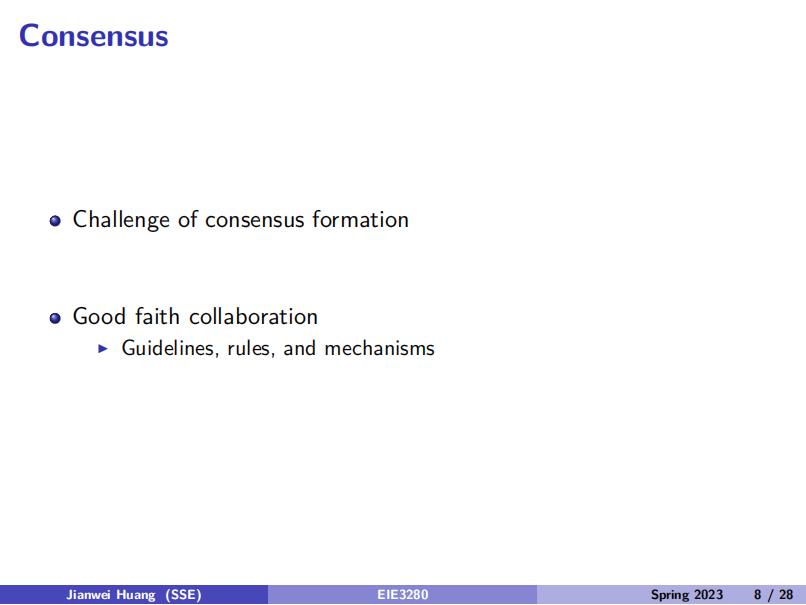 Consensus
Challenge of consensus formation
Good faith collaboration
Guidelines, rules, and mechanisms
Jianwei Huang (SSE) EIE3280 Spring 2023 8 / 28